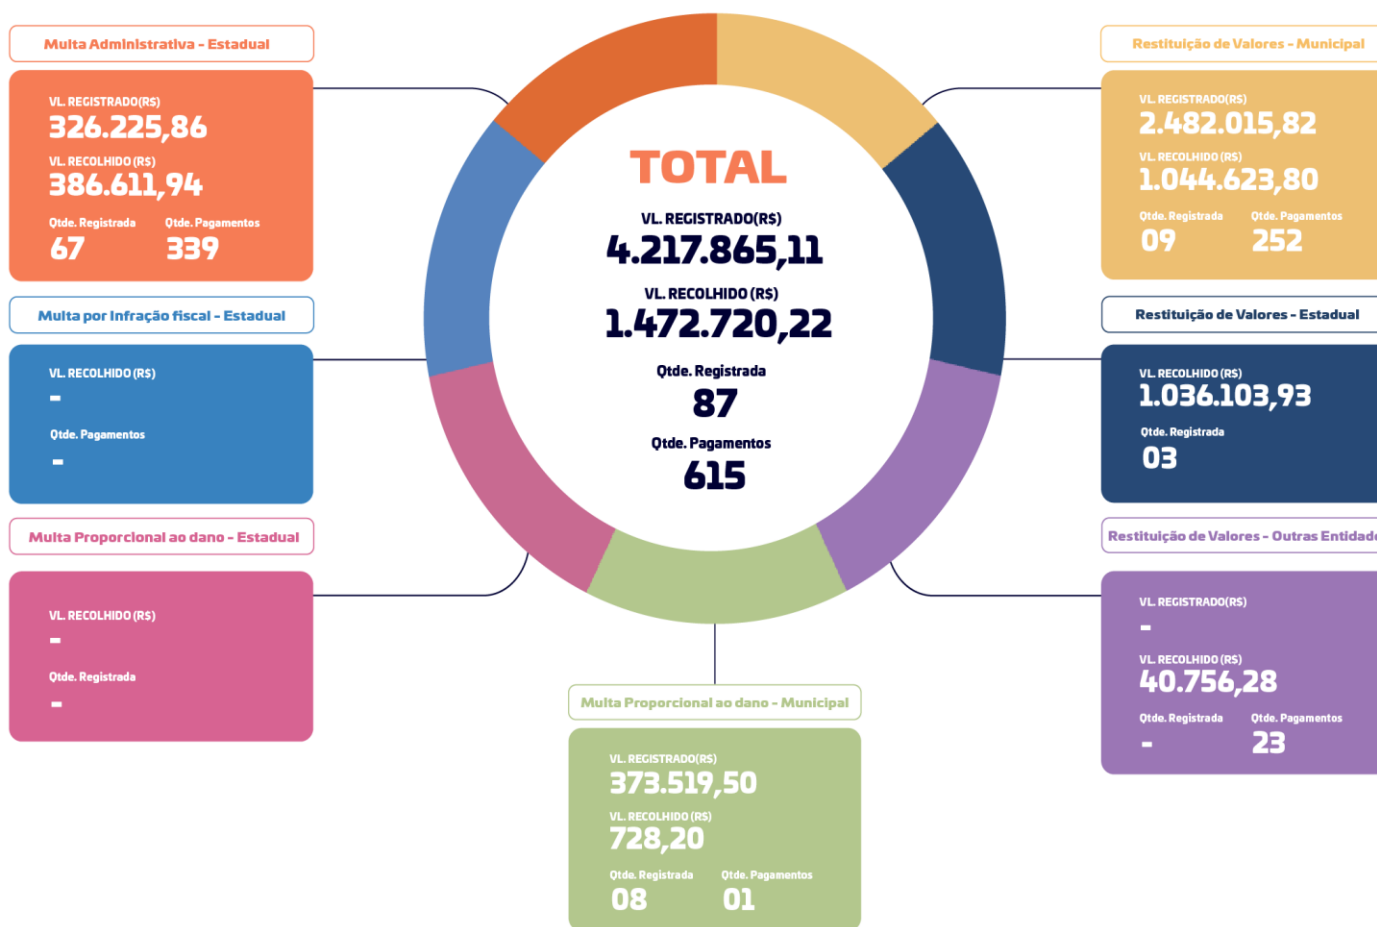 Multa Administrativa - Estadual
VL. REGISTRADO(R$)
326.225,86
VL. RECOLHIDO (R$)
386.611,94
Qtde. Registrada Qtde. Pagamentos
67 339
Multa por Infração fiscal - Estadual
VL. RECOLHIDO (R$)
-
Qtde. Pagamentos
-
Multa Proporcional ao dano - Estadual
VL. RECOLHIDO (R$)
-
Qtde. Registrada
-
TOTAL
VL. REGISTRADO(R$)
4.217.865,11
VL. RECOLHIDO (R$)
1.472.720,22
Qtde. Registrada
87
Qtde. Pagamentos
615
Multa Proporcional ao dano - Municipal
VL. REGISTRADO(R$)
373.519,50
VL. RECOLHIDO (R$)
728,20
Qtde. Registrada Qtde. Pagamentos
08 01
Restituição de Valores - Municipal
VL. REGISTRADO(R$)
2.482.015,82
VL. RECOLHIDO (R$)
1.044.623,80
Qtde. Registrada Qtde. Pagamentos
09 252
Restituição de Valores - Estadual
VL. RECOLHIDO (R$)
1.036.103,93
Qtde. Registrada
03
Restituição de Valores - Outras Entidade
VL. REGISTRADO(R$)
-
VL. RECOLHIDO (R$)
40.756,28
Qtde. Registrada Qtde. Pagamentos
- 23